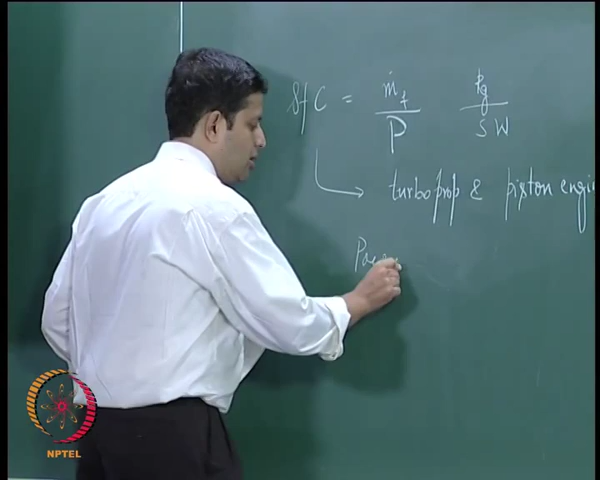 sfC = ṁf / P kg / S W
turboprop & piston engi
NPTEL